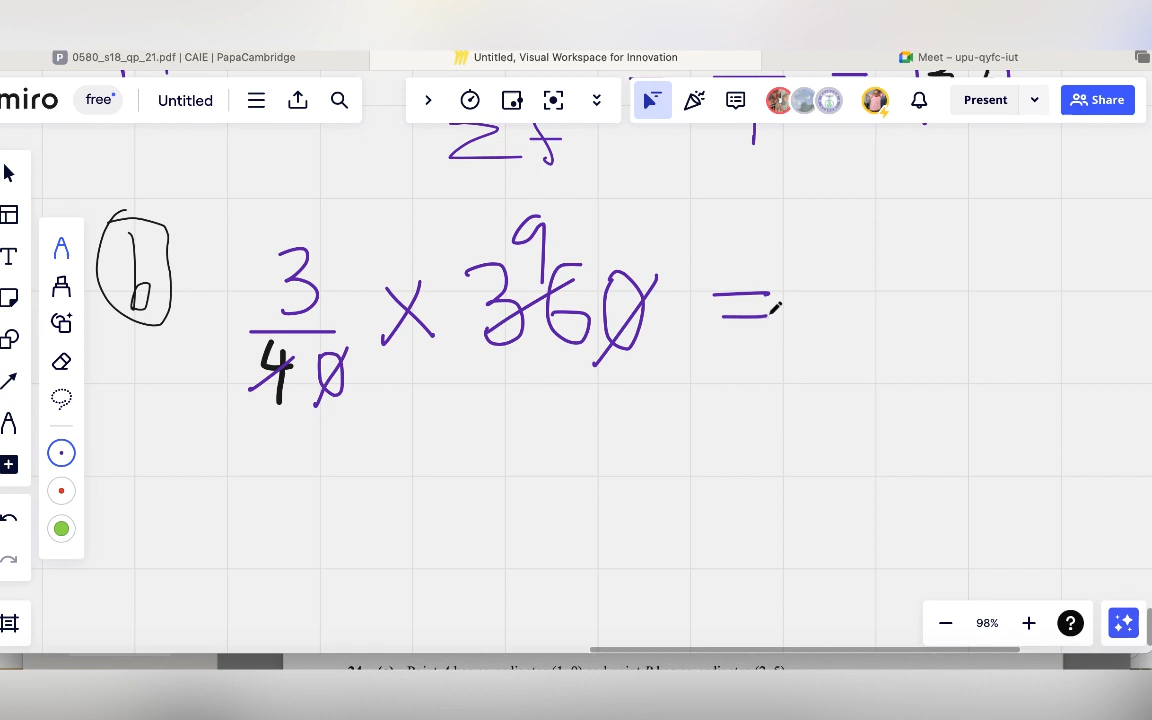 0580_s18_qp_21.pdf | CAIE | PapaCambridge
Untitled, Visual Workspace for Innovation
Meet – upu-qyfc-iut
miro
free
Untitled
Present
Share
b
3/40 × 360 =
9
98%